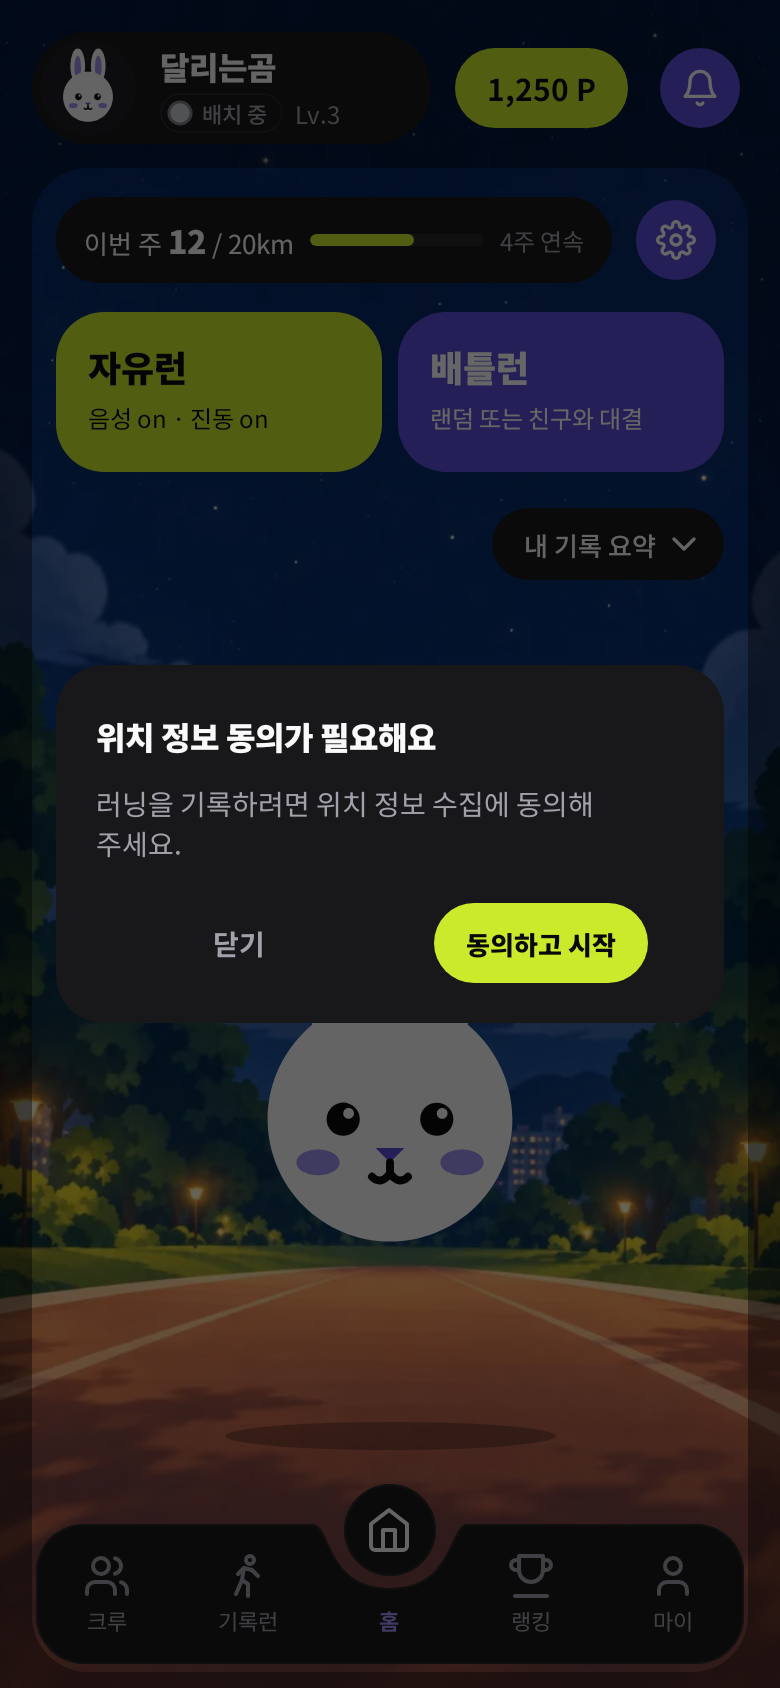 달리는곰
1,250 P
배치 중 Lv.3
이번 주 12 / 20km 4주 연속
자유런
음성 on · 진동 on
배틀런
랜덤 또는 친구와 대결
내 기록 요약
위치 정보 동의가 필요해요
러닝을 기록하려면 위치 정보 수집에 동의해
주세요.
닫기
동의하고 시작
크루
기록런
홈
랭킹
마이